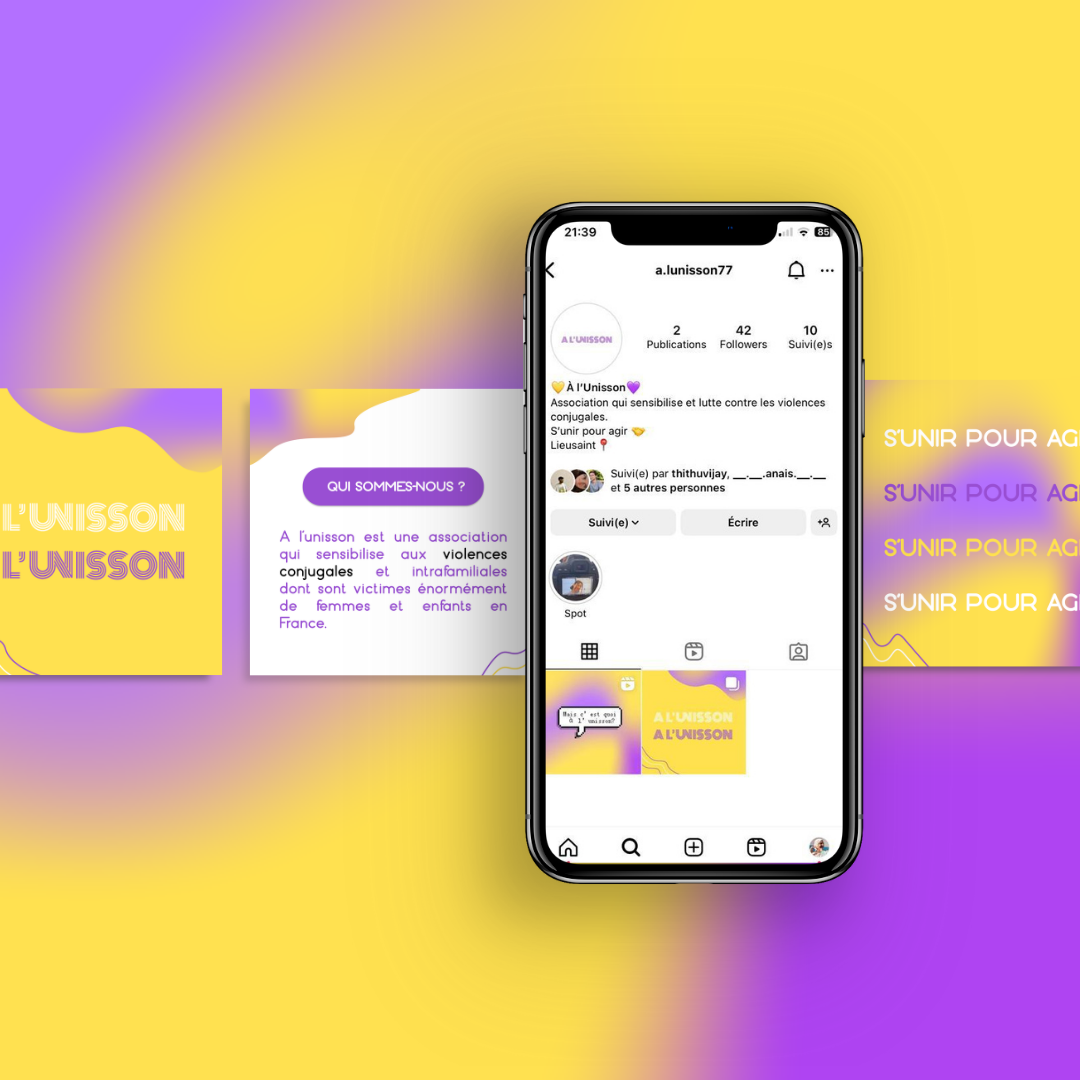 L'UNISSON
L'UNISSON
QUI SOMMES-NOUS ?
A l'unisson est une association
qui sensibilise aux violences
conjugales et intrafamiliales
dont sont victimes énormément
de femmes et enfants en
France.
21:39
85
a.lunisson77
A L'UNISSON
2
Publications
42
Followers
10
Suivi(e)s
💛À l'Unisson💜
Association qui sensibilise et lutte contre les violences
conjugales.
S'unir pour agir 🤝
Lieusaint📍
Suivi(e) par thithuvijay, __.__.anais.__.__
et 5 autres personnes
Suivi(e)
Écrire
Spot
Mais c'est quoi
à l'unisson?
A L'UNISSON
A L'UNISSON
S'UNIR POUR AGI
S'UNIR POUR AGI
S'UNIR POUR AGI
S'UNIR POUR AGI